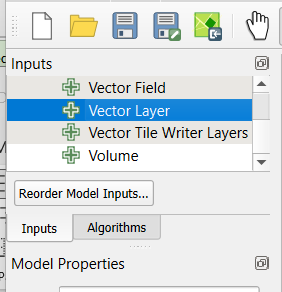 Inputs
Vector Field
Vector Layer
Vector Tile Writer Layers
Volume
Reorder Model Inputs...
Inputs Algorithms
Model Properties